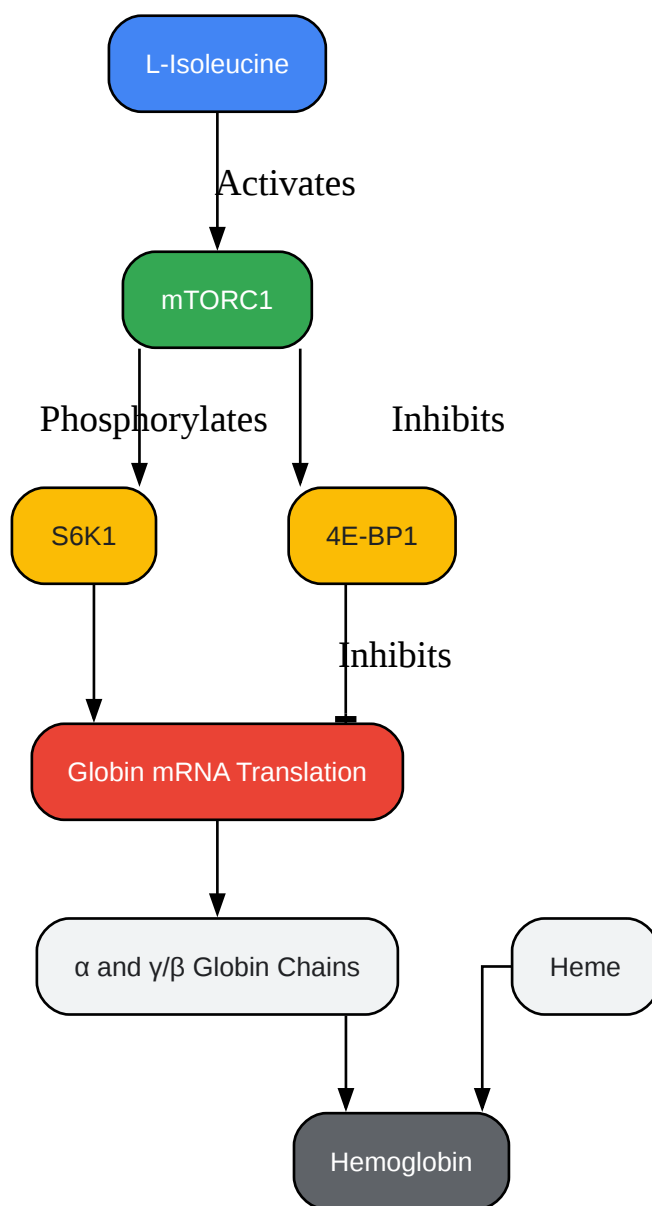 L-Isoleucine
Activates
mTORC1
Phosphorylates
Inhibits
S6K1
4E-BP1
Inhibits
Globin mRNA Translation
α and γ/β Globin Chains
Heme
Hemoglobin